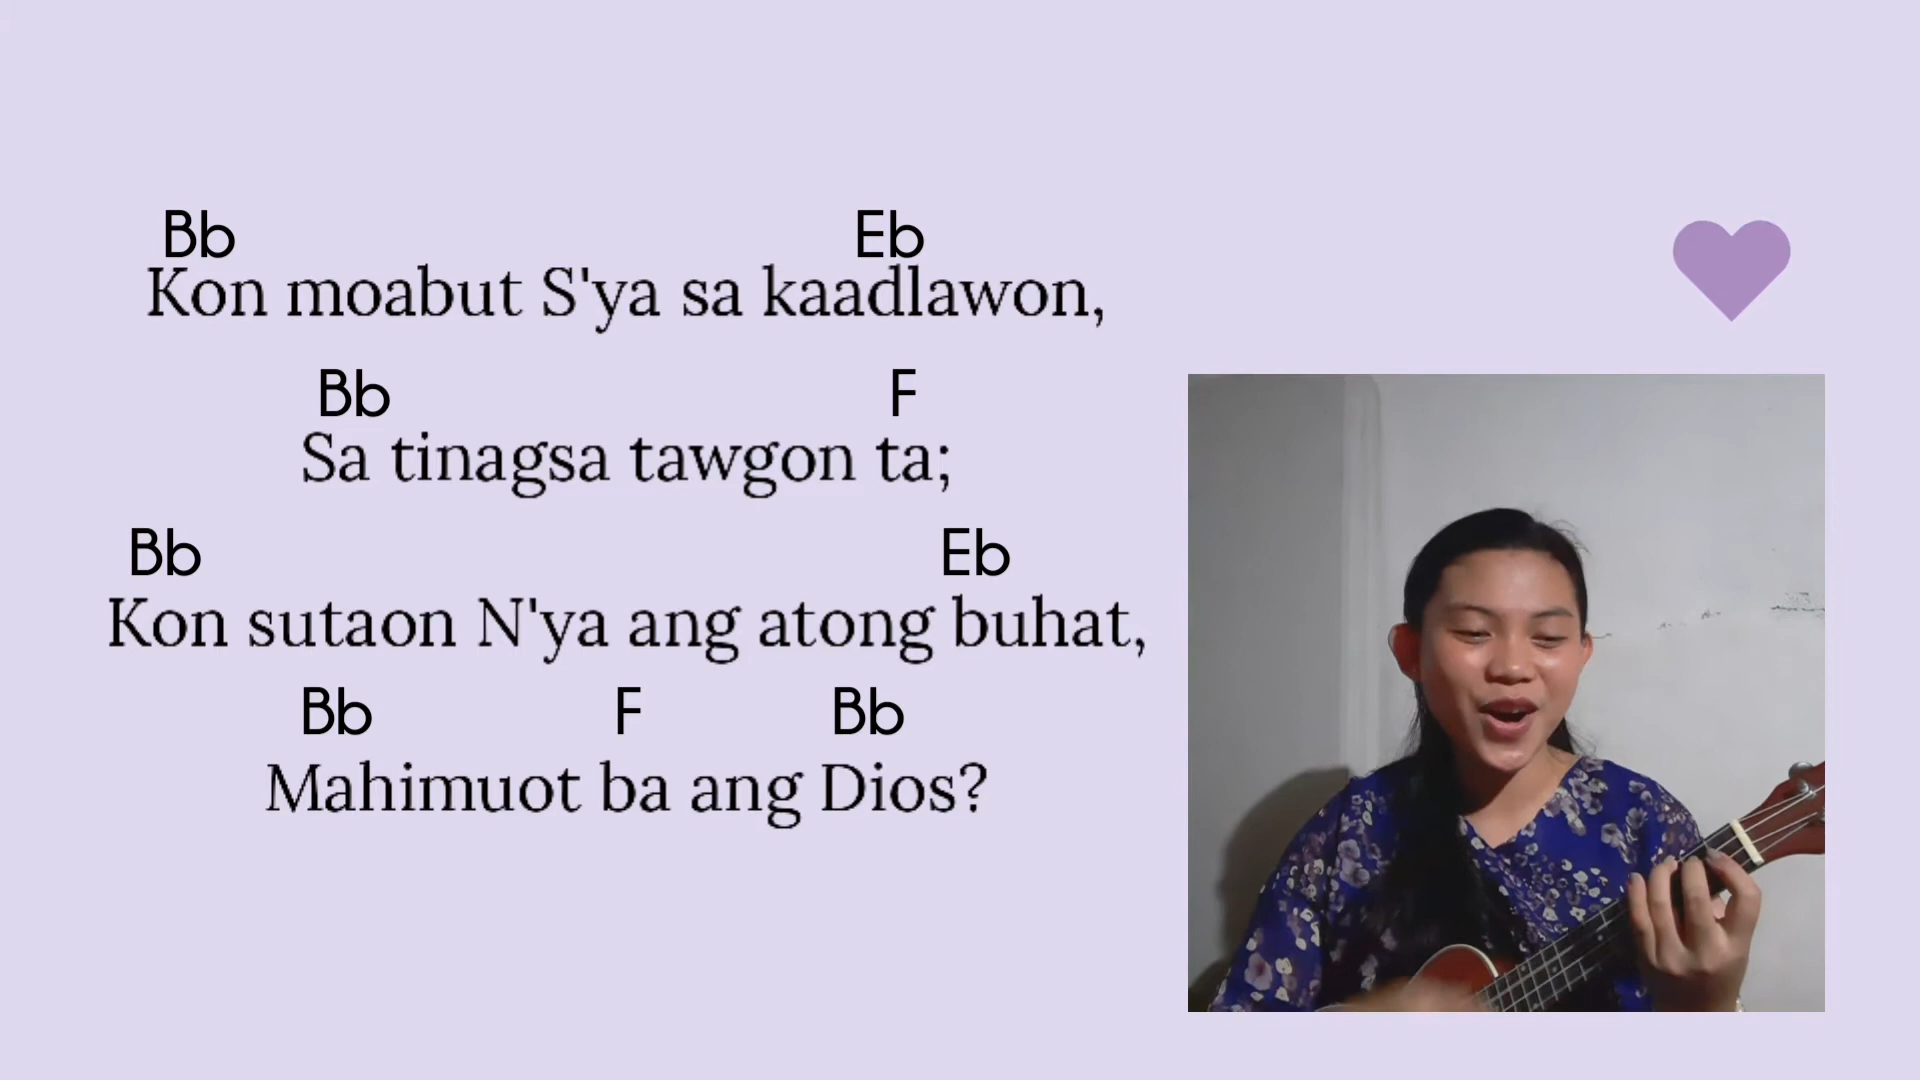 Bb Eb
Kon moabut S'ya sa kaadlawon,
Bb F
Sa tinagsa tawgon ta;
Bb Eb
Kon sutaon N'ya ang atong buhat,
Bb F Bb
Mahimuot ba ang Dios?